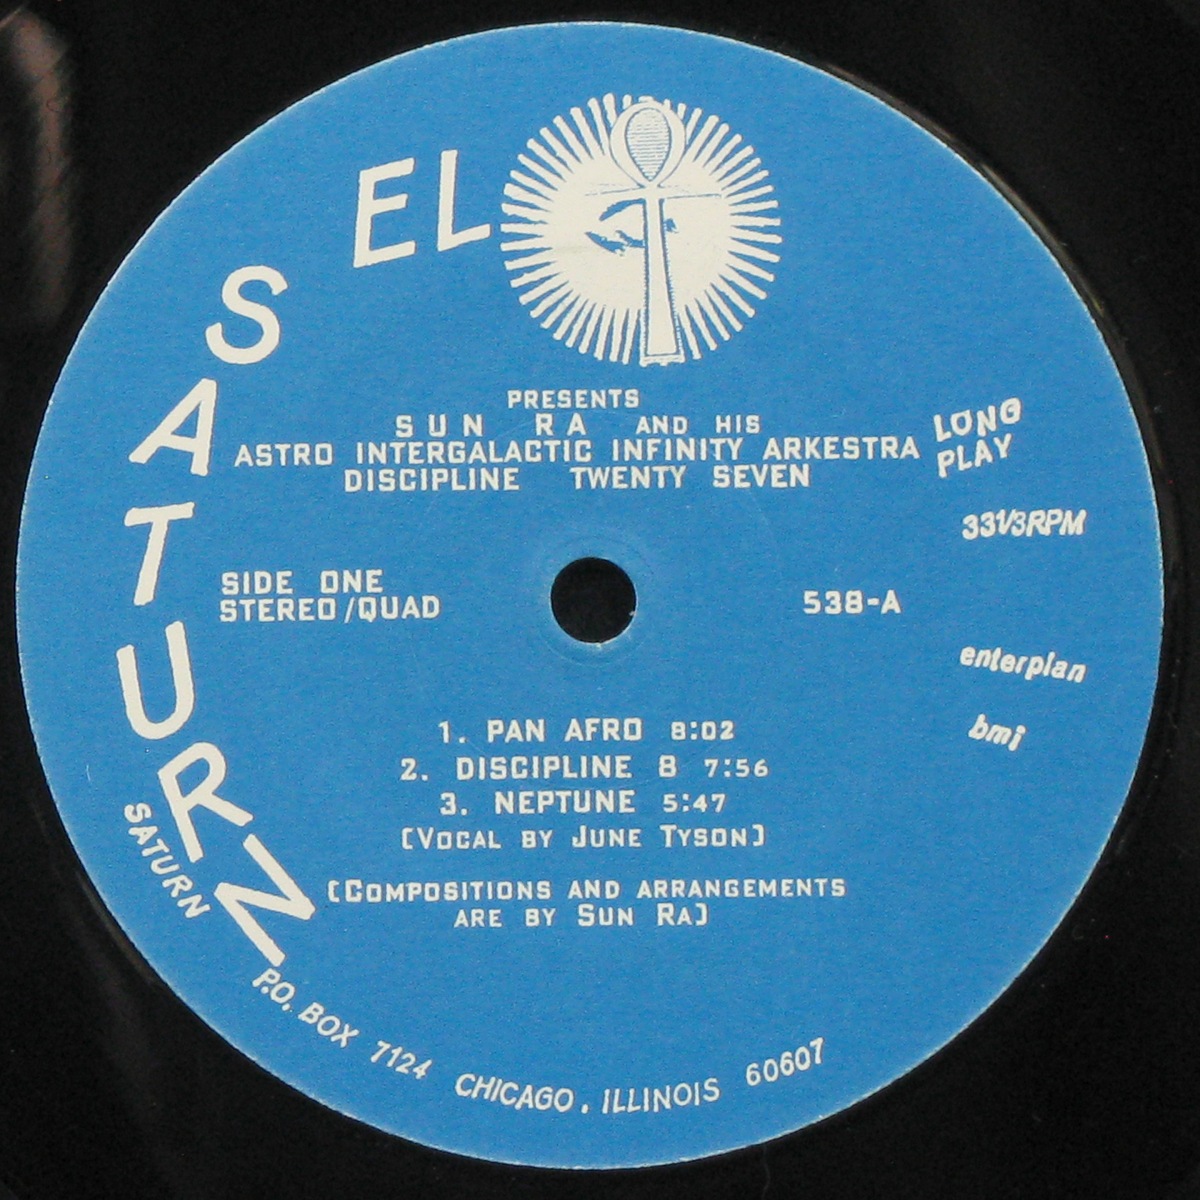 EL SATURN
PRESENTS
SUN RA AND HIS
ASTRO INTERGALACTIC INFINITY ARKESTRA
DISCIPLINE TWENTY SEVEN
LONG
PLAY
33 1/3 RPM
SIDE ONE
STEREO/QUAD
538-A
enterplan
bmi
1. PAN AFRO 8:02
2. DISCIPLINE 8 7:56
3. NEPTUNE 5:47
[VOCAL BY JUNE TYSON]
[COMPOSITIONS AND ARRANGEMENTS
ARE BY SUN RA]
SATURN
P.O. BOX 7124 CHICAGO. ILLINOIS 60607